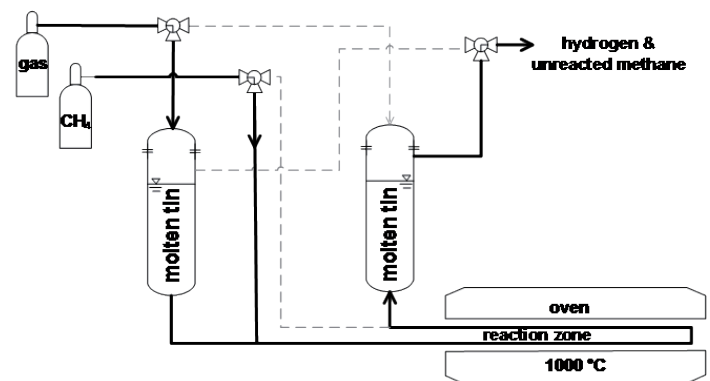 gas
hydrogen &
unreacted methane
CH₄
molten tin
molten tin
oven
reaction zone
1000 °C